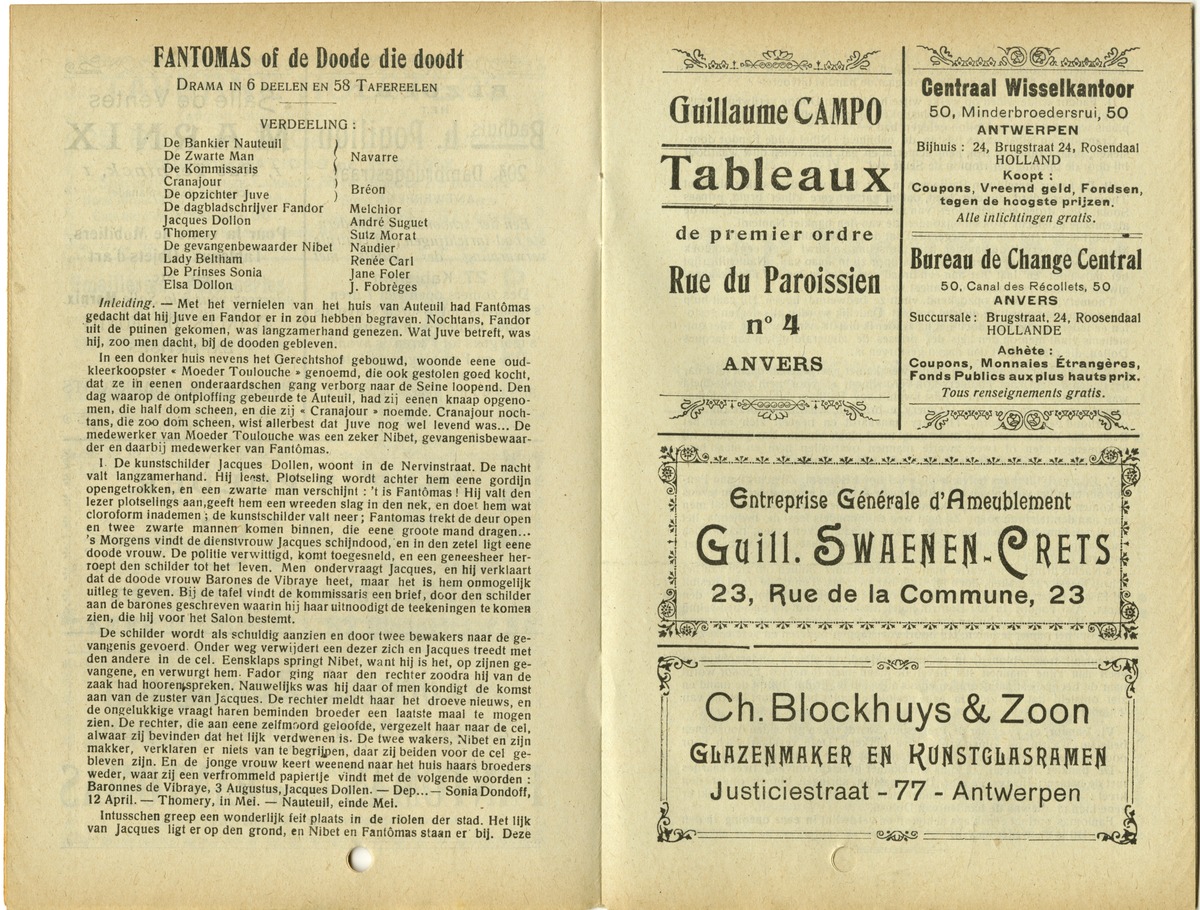 FANTOMAS of de Doode die doodt
DRAMA IN 6 DEELEN EN 58 TAFEREELEN
VERDEELING :
De Bankier Nauteuil
De Zwarte Man } Navarre
De Kommissaris
Cranajour
De opzichter Juve } Bréon
De dagbladschrijver Fandor Melchior
Jacques Dollon André Suguet
Thomery Sutz Morat
De gevangenbewaarder Nibet Naudier
Lady Beltham Renée Carl
De Prinses Sonia Jane Foler
Elsa Dollon J. Fobrèges
Inleiding. — Met het vernielen van het huis van Auteuil had Fantômas
gedacht dat hij Juve en Fandor er in zou hebben begraven. Nochtans, Fandor
uit de puinen gekomen, was langzamerhand genezen. Wat Juve betreft, was
hij, zoo men dacht, bij de dooden gebleven.
In een donker huis nevens het Gerechtshof gebouwd, woonde eene oud-
kleerkoopster « Moeder Toulouche » genoemd, die ook gestolen goed kocht,
dat ze in eenen onderaardschen gang verborg naar de Seine loopend. Den
dag waarop de ontploffing gebeurde te Auteuil, had zij eenen knaap opgeno-
men, die half dom scheen, en die zij « Cranajour » noemde. Cranajour noch-
tans, die zoo dom scheen, wist allerbest dat Juve nog wel levend was... De
medewerker van Moeder Toulouche was een zeker Nibet, gevangenisbewaar-
der en daarbij medewerker van Fantômas.
I. De kunstschilder Jacques Dollen, woont in de Nervinstraat. De nacht
valt langzamerhand. Hij leest. Plotseling wordt achter hem eene gordijn
opengetrokken, en een zwarte man verschijnt : 't is Fantômas ! Hij valt den
lezer plotselings aan, geeft hem een wreeden slag in den nek, en doet hem wat
cloroform inademen ; de kunstschilder valt neer ; Fantomas trekt de deur open
en twee zwarte mannen komen binnen, die eene groote mand dragen...
's Morgens vindt de dienstvrouw Jacques schijndood, en in den zetel ligt eene
doode vrouw. De politie verwittigd, komt toegesneld, en een geneesheer her-
roept den schilder tot het leven. Men ondervraagt Jacques, en hij verklaart
dat de doode vrouw Barones de Vibraye heet, maar het is hem onmogelijk
uitleg te geven. Bij de tafel vindt de kommissaris een brief, door den schilder
aan de barones geschreven waarin hij haar uitnoodigt de teekeningen te komen
zien, die hij voor het Salon bestemt.
De schilder wordt als schuldig aanzien en door twee bewakers naar de ge-
vangenis gevoerd. Onder weg verwijdert een dezer zich en Jacques treedt met
den andere in de cel. Eensklaps springt Nibet, want hij is het, op zijnen ge-
vangene, en verwurgt hem. Fador ging naar den rechter zoodra hij van de
zaak had hooren spreken. Nauwelijks was hij daar of men kondigt de komst
aan van de zuster van Jacques. De rechter meldt haar het droeve nieuws, en
de ongelukkige vraagt haren beminden broeder een laatste maal te mogen
zien. De rechter, die aan eene zelfmoord geloofde, vergezelt haar naar de cel,
alwaar zij bevinden dat het lijk verdwenen is. De twee wakers, Nibet en zijn
makker, verklaren er niets van te begrijpen, daar zij beiden voor de cel ge-
bleven zijn. En de jonge vrouw keert weenend naar het huis haars broeders
weder, waar zij een verfrommeld papiertje vindt met de volgende woorden :
Baronnes de Vibraye, 3 Augustus, Jacques Dollen. — Dep... — Sonia Dondoff,
12 April. — Thomery, in Mei. — Nauteuil, einde Mei.
Intusschen greep een wonderlijk feit plaats in de riolen der stad. Het lijk
van Jacques ligt er op den grond, en Nibet en Fantômas staan er bij. Deze
Guillaume CAMPO
Tableaux
de premier ordre
Rue du Paroissien
nº 4
ANVERS
Centraal Wisselkantoor
50, Minderbroedersrui, 50
ANTWERPEN
Bijhuis : 24, Brugstraat 24, Rosendaal
HOLLAND
Koopt :
Coupons, Vreemd geld, Fondsen,
tegen de hoogste prijzen.
Alle inlichtingen gratis.
Bureau de Change Central
50, Canal des Récollets, 50
ANVERS
Succursale : Brugstraat, 24, Roosendaal
HOLLANDE
Achète :
Coupons, Monnaies Étrangères,
Fonds Publics aux plus hauts prix.
Tous renseignements gratis.
Entreprise Générale d'Ameublement
Guill. SWAENEN-CRETS
23, Rue de la Commune, 23
Ch. Blockhuys & Zoon
GLAZENMAKER EN KUNSTGLASRAMEN
Justiciestraat - 77 - Antwerpen